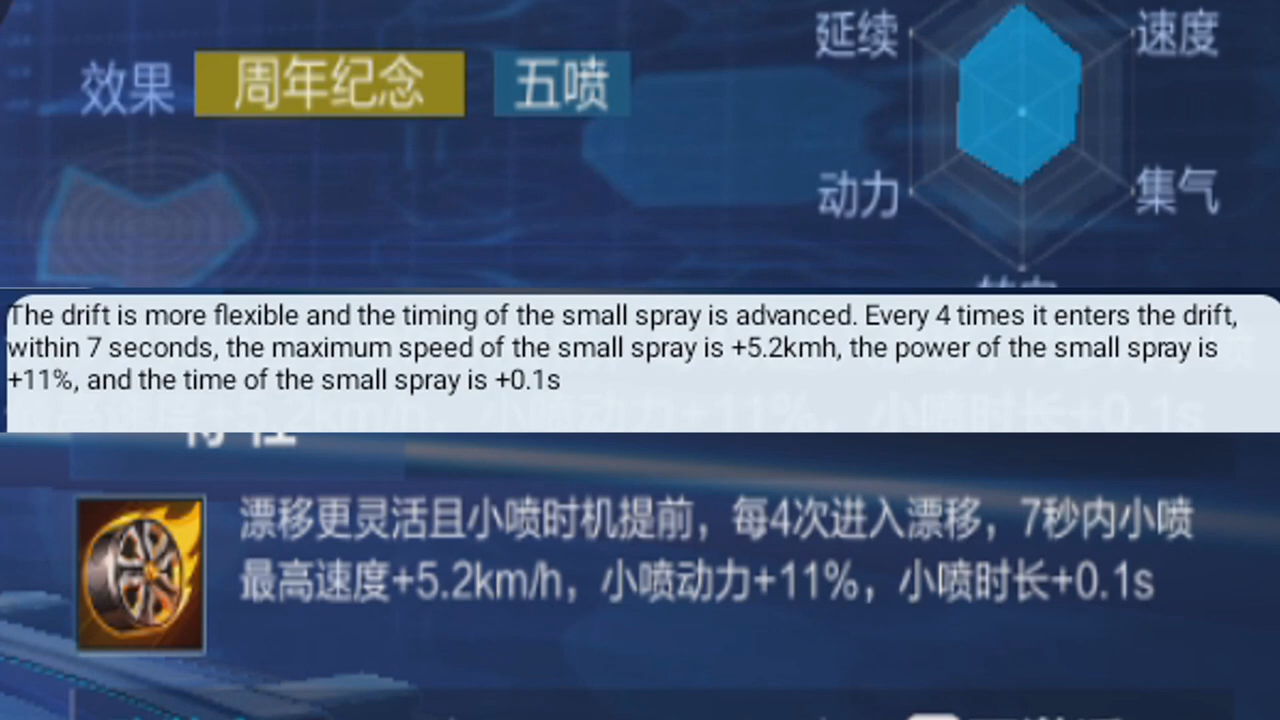 延续
速度
效果 周年纪念 五喷
动力
集气
The drift is more flexible and the timing of the small spray is advanced. Every 4 times it enters the drift,
within 7 seconds, the maximum speed of the small spray is +5.2kmh, the power of the small spray is
+11%, and the time of the small spray is +0.1s
漂移更灵活且小喷时机提前，每4次进入漂移，7秒内小喷
最高速度+5.2km/h，小喷动力+11%，小喷时长+0.1s